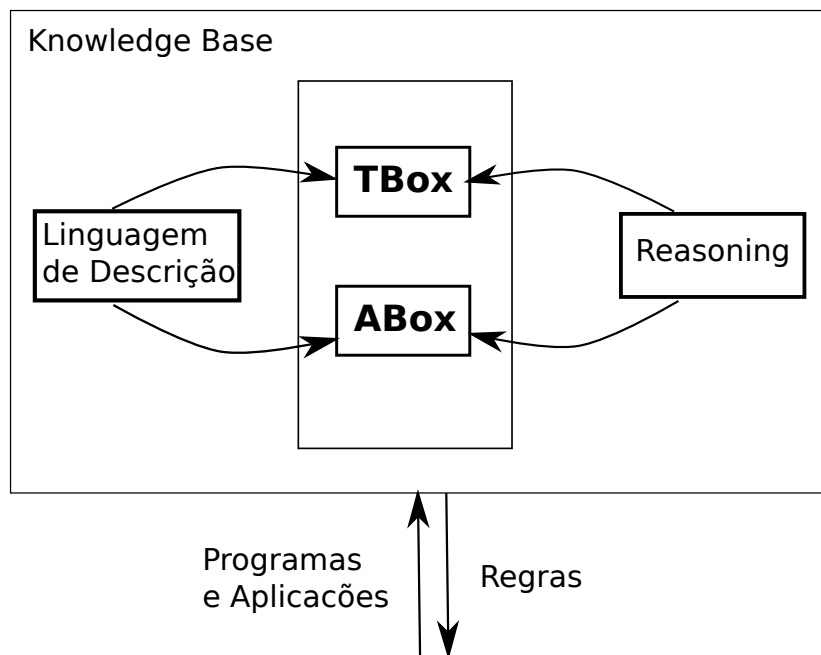 Knowledge Base
TBox
Linguagem
de Descrição
Reasoning
ABox
Programas
e Aplicacões
Regras